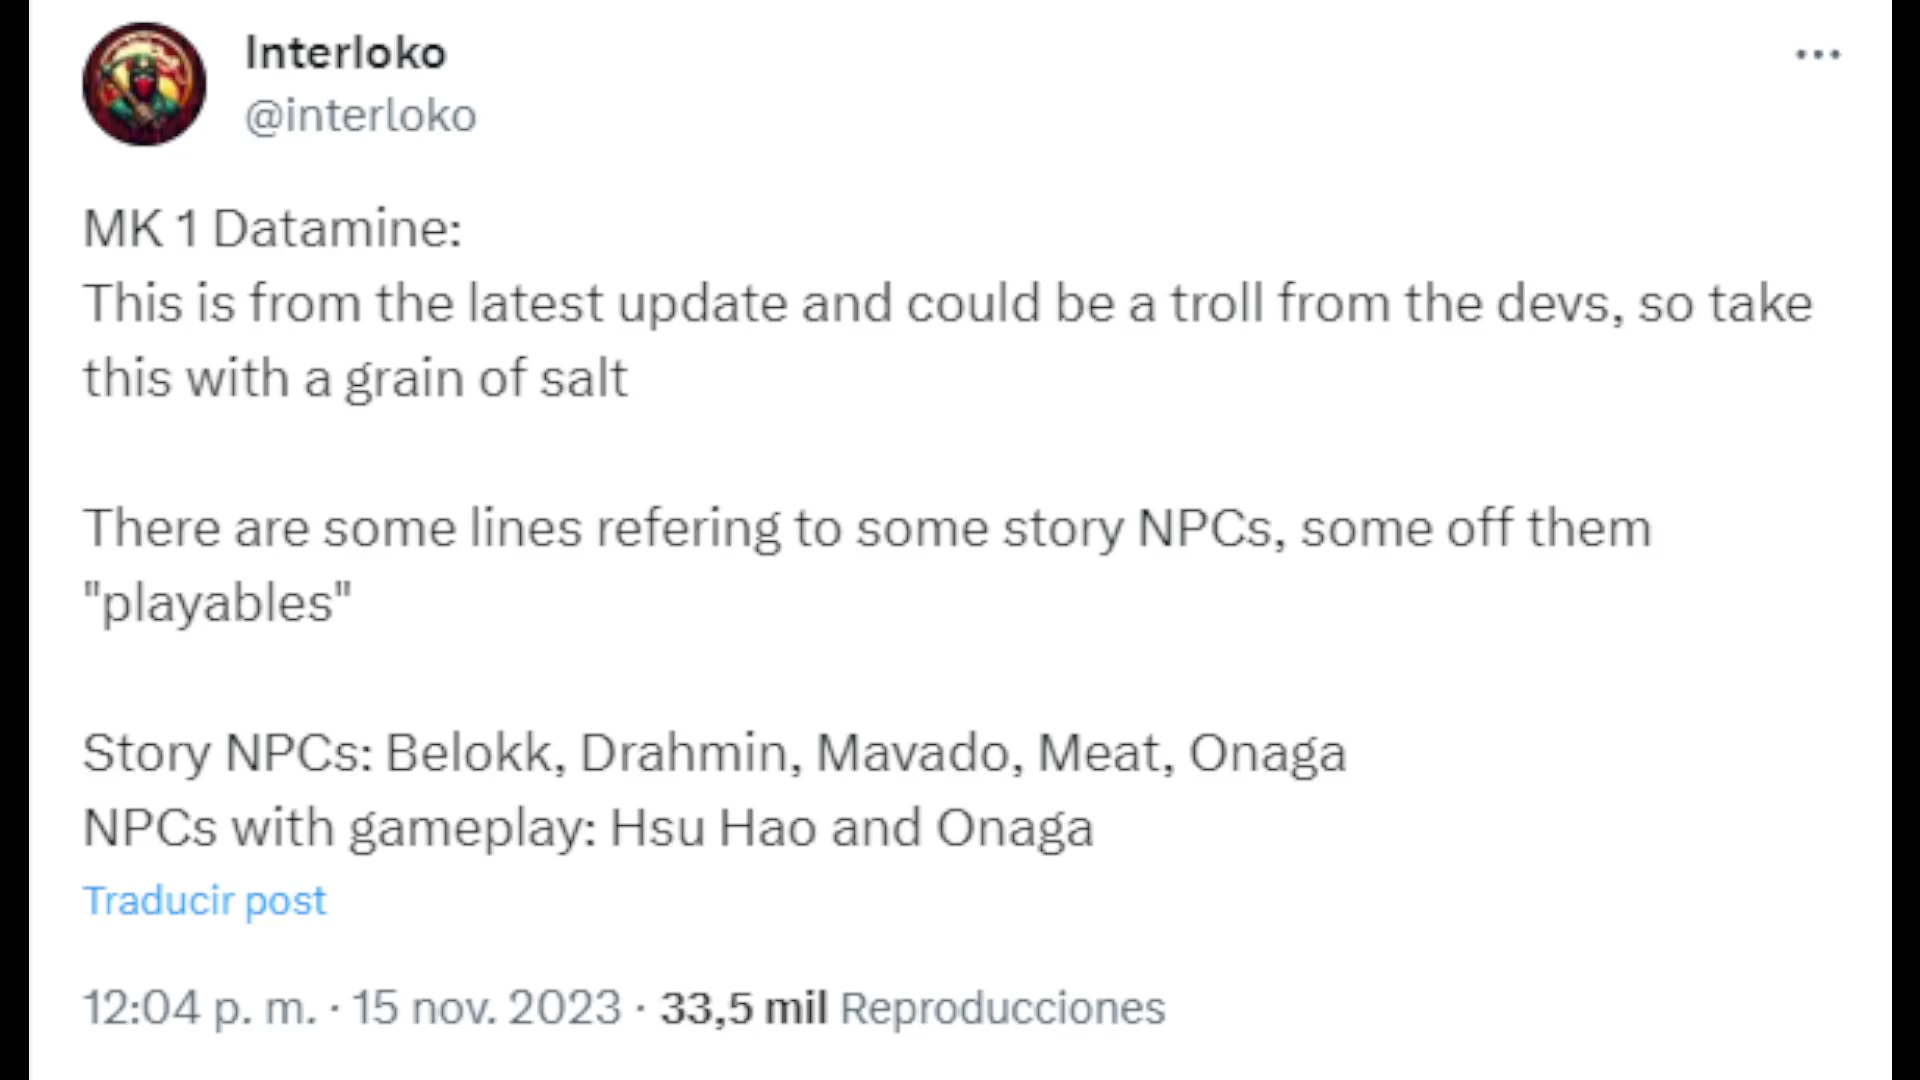 Interloko
@interloko
MK 1 Datamine:
This is from the latest update and could be a troll from the devs, so take
this with a grain of salt
There are some lines refering to some story NPCs, some off them
"playables"
Story NPCs: Belokk, Drahmin, Mavado, Meat, Onaga
NPCs with gameplay: Hsu Hao and Onaga
Traducir post
12:04 p. m. · 15 nov. 2023 · 33,5 mil Reproducciones